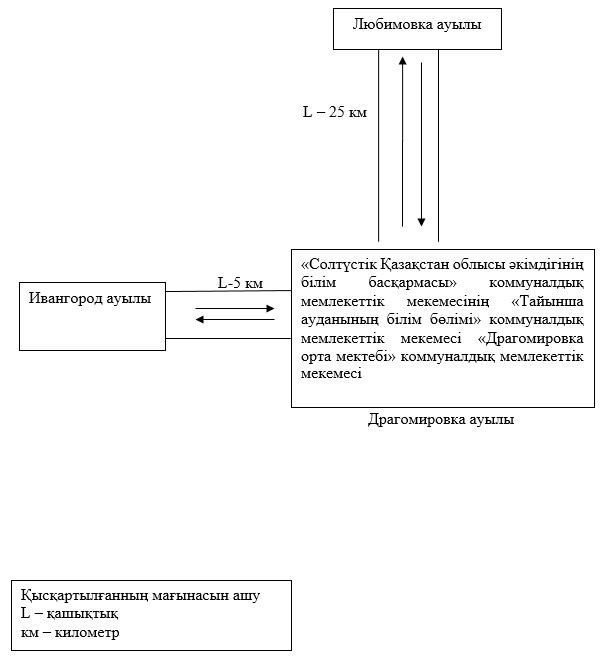 Любимовка ауылы
L – 25 км
L-5 км
Ивангород ауылы
«Солтүстік Қазақстан облысы әкімдігінің
білім басқармасы» коммуналдық
мемлекеттік мекемесінің «Тайынша
ауданының білім бөлімі» коммуналдық
мемлекеттік мекемесі «Драгомировка
орта мектебі» коммуналдық мемлекеттік
мекемесі
Драгомировка ауылы
Қысқартылғанның мағынасын ашу
L – қашықтық
км – километр